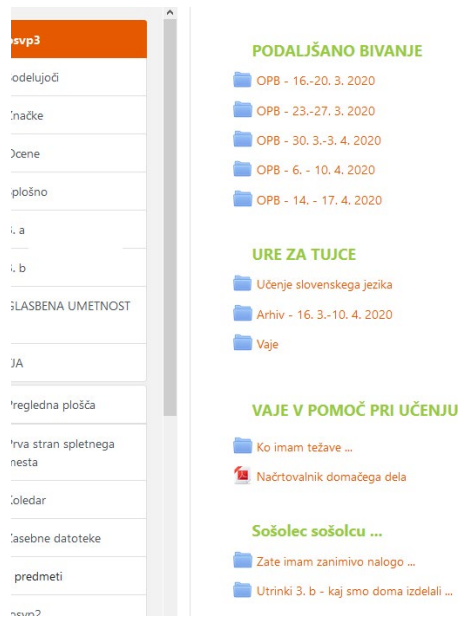 PODALJŠANO BIVANJE
OPB - 16.-20. 3. 2020
OPB - 23.-27. 3. 2020
OPB - 30. 3.-3. 4. 2020
OPB - 6. - 10. 4. 2020
OPB - 14. - 17. 4. 2020
URE ZA TUJCE
Učenje slovenskega jezika
Arhiv - 16. 3.-10. 4. 2020
Vaje
VAJE V POMOČ PRI UČENJU
Ko imam težave ...
Načrtovalnik domačega dela
Sošolec sošolcu ...
Zate imam zanimivo nalogo ...
Utrinki 3. b - kaj smo doma izdelali ...
osvp3
sodelujoči
Značke
Ocene
Splošno
. a
. b
GLASBENA UMETNOST
JA
Pregledna plošča
Prva stran spletnega
mesta
Koledar
Zasebne datoteke
predmeti
osvp2